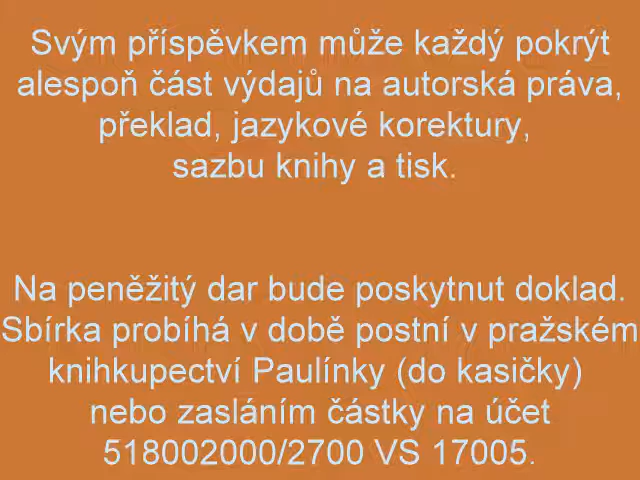 Svým příspěvkem může každý pokrýt
alespoň část výdajů na autorská práva,
překlad, jazykové korektury,
sazbu knihy a tisk.
Na peněžitý dar bude poskytnut doklad.
Sbírka probíhá v době postní v pražském
knihkupectví Paulínky (do kasičky)
nebo zasláním částky na účet
518002000/2700 VS 17005.